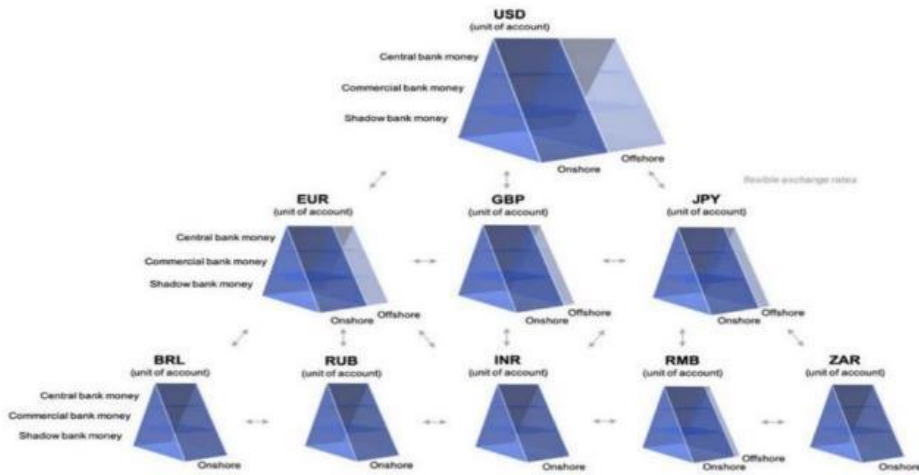 USD
(unit of account)
Central bank money
Commercial bank money
Shadow bank money
Onshore
Offshore
flexible exchange rates
EUR
(unit of account)
GBP
(unit of account)
JPY
(unit of account)
Central bank money
Commercial bank money
Shadow bank money
Onshore
Offshore
Onshore
Offshore
Onshore
Offshore
BRL
(unit of account)
RUB
(unit of account)
INR
(unit of account)
RMB
(unit of account)
ZAR
(unit of account)
Central bank money
Commercial bank money
Shadow bank money
Onshore
Onshore
Onshore
Onshore
Offshore
Onshore